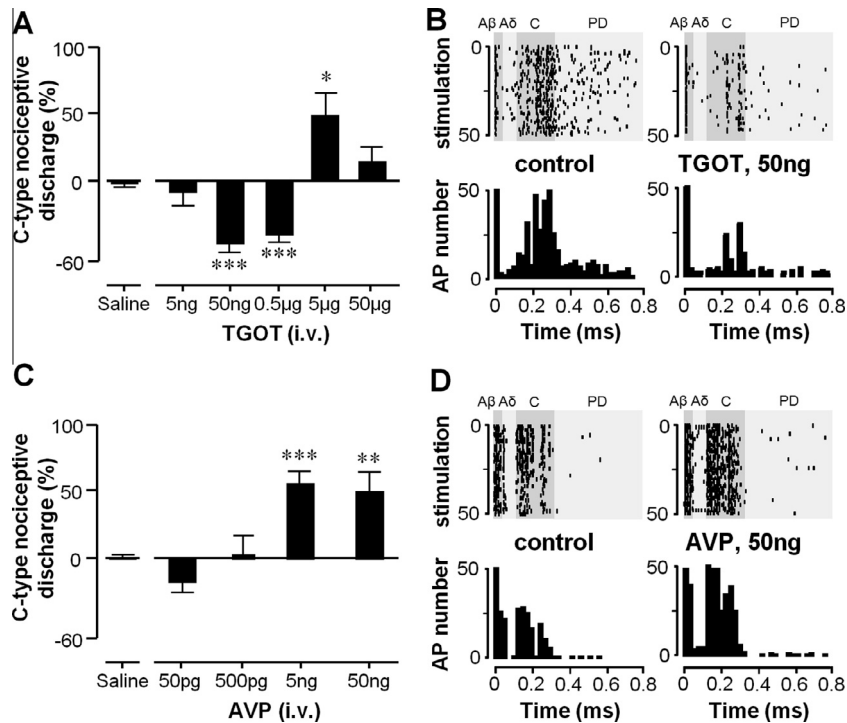 A
C-type nociceptive
discharge (%)
100
50
0
-60
*
***
***
Saline
5ng
50ng
0.5µg
5µg
50µg
TGOT (i.v.)
B
Aβ Aδ C PD
Aβ Aδ C PD
stimulation
0
50
0
50
control
TGOT, 50ng
AP number
50
0
50
0
0 0.2 0.4 0.6 0.8
0 0.2 0.4 0.6 0.8
Time (ms)
Time (ms)
C
C-type nociceptive
discharge (%)
100
50
0
-60
***
**
Saline
50pg
500pg
5ng
50ng
AVP (i.v.)
D
Aβ Aδ C PD
Aβ Aδ C PD
stimulation
0
50
0
50
control
AVP, 50ng
AP number
50
0
50
0
0 0.2 0.4 0.6 0.8
0 0.2 0.4 0.6 0.8
Time (ms)
Time (ms)